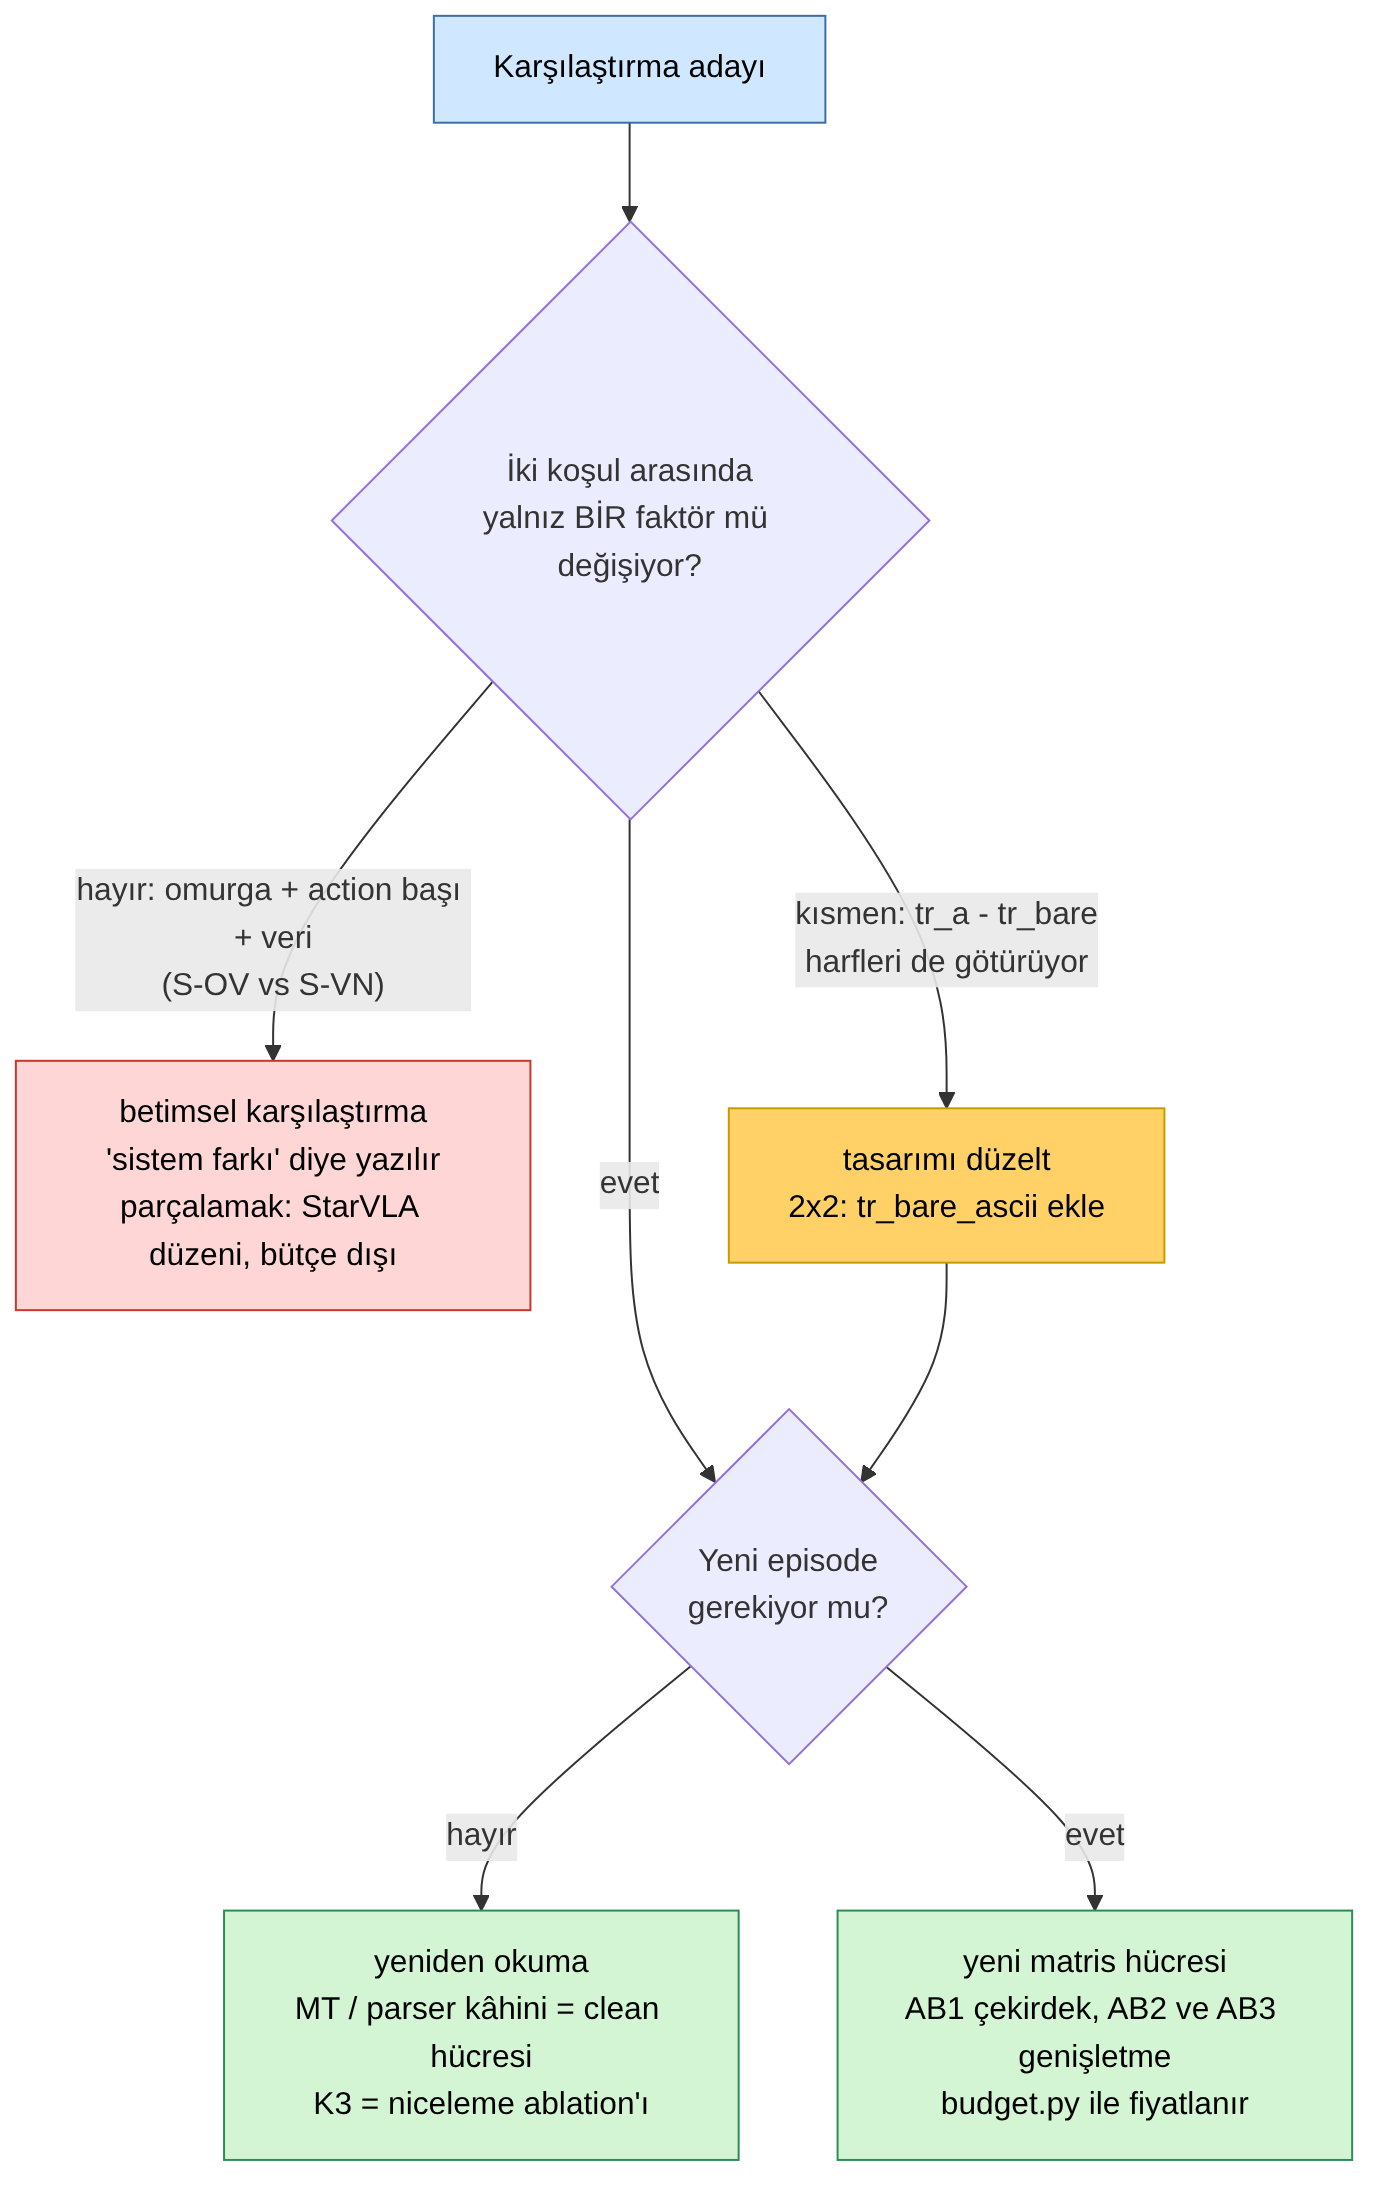 Karşılaştırma adayı
İki koşul arasında
yalnız BİR faktör mü
değişiyor?
hayır: omurga + action başı
+ veri
(S-OV vs S-VN)
kısmen: tr_a - tr_bare
harfleri de götürüyor
evet
betimsel karşılaştırma
'sistem farkı' diye yazılır
parçalamak: StarVLA
düzeni, bütçe dışı
tasarımı düzelt
2x2: tr_bare_ascii ekle
Yeni episode
gerekiyor mu?
hayır
evet
yeniden okuma
MT / parser kâhini = clean
hücresi
K3 = niceleme ablation'ı
yeni matris hücresi
AB1 çekirdek, AB2 ve AB3
genişletme
budget.py ile fiyatlanır